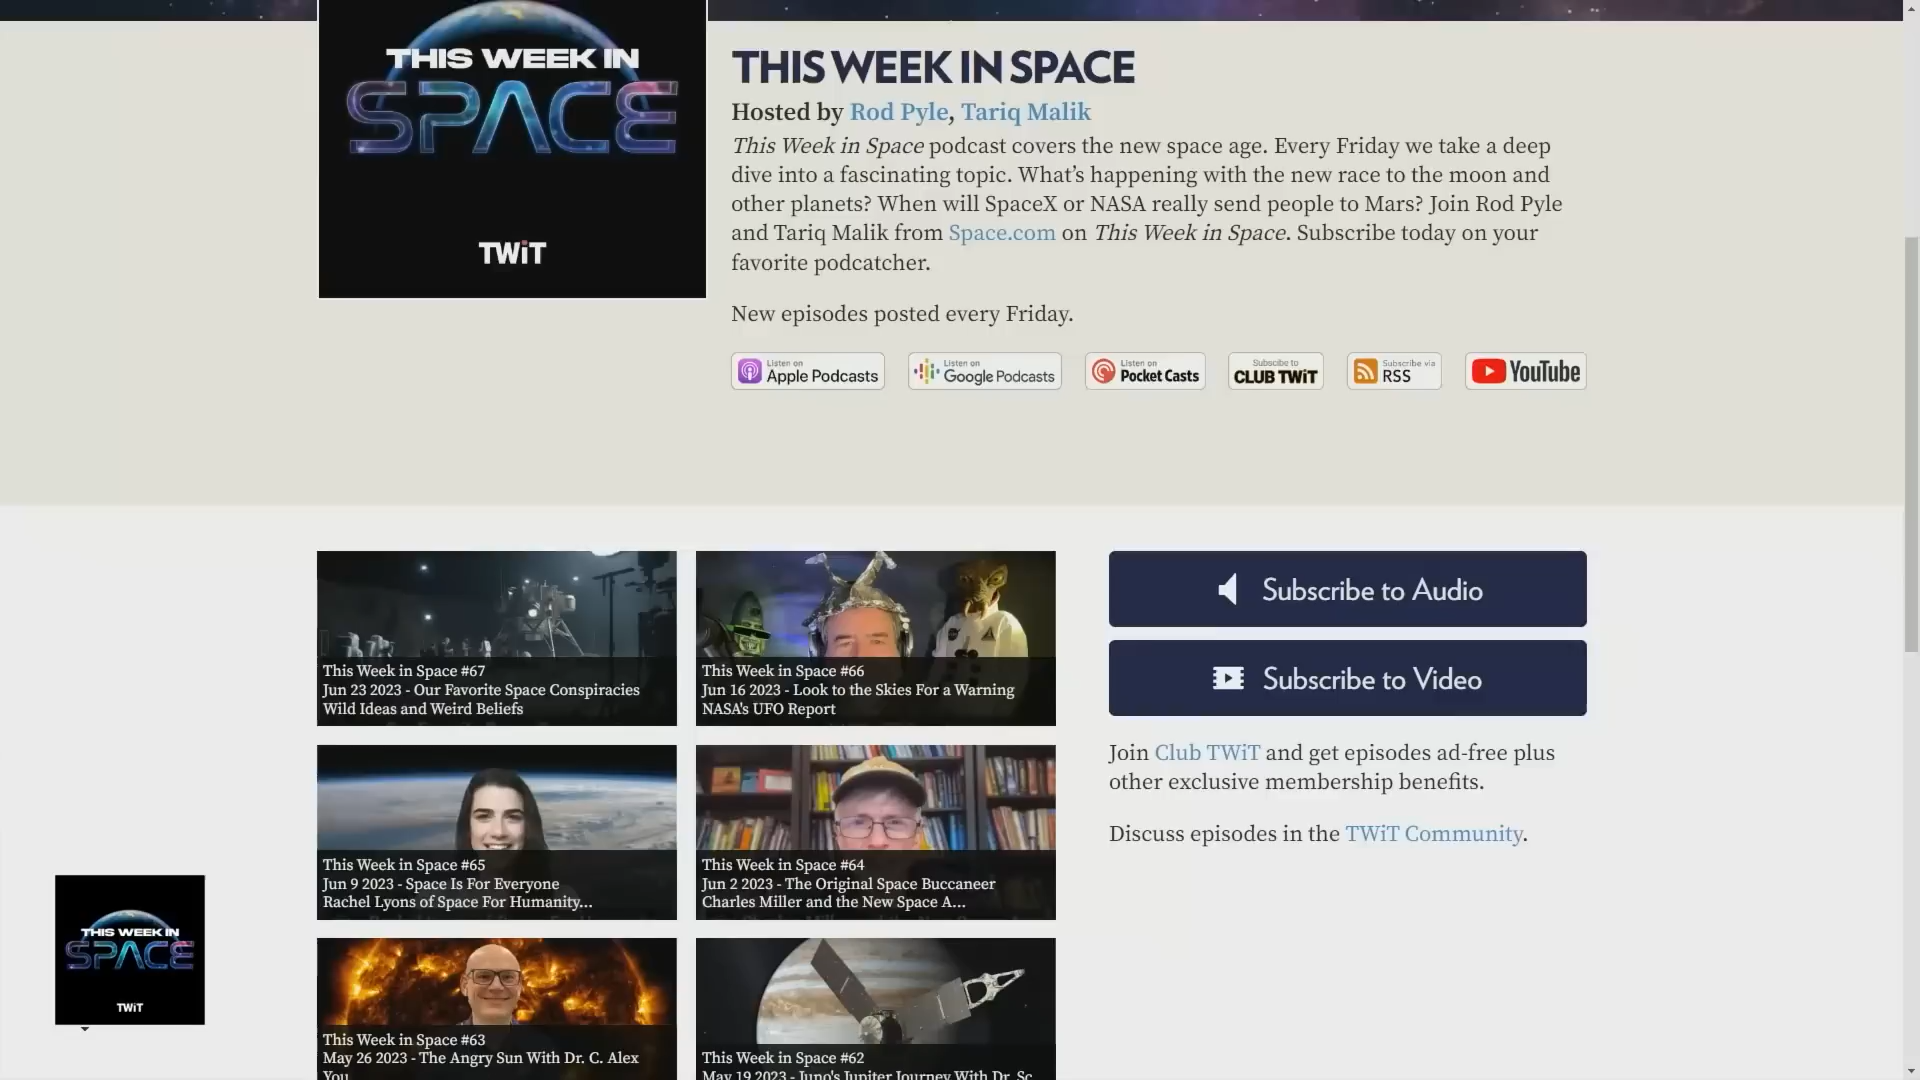 THIS WEEK IN
SPACE
TWiT
THIS WEEK IN SPACE
Hosted by Rod Pyle, Tariq Malik
This Week in Space podcast covers the new space age. Every Friday we take a deep
dive into a fascinating topic. What's happening with the new race to the moon and
other planets? When will SpaceX or NASA really send people to Mars? Join Rod Pyle
and Tariq Malik from Space.com on This Week in Space. Subscribe today on your
favorite podcatcher.
New episodes posted every Friday.
Listen on
Apple Podcasts
Listen on
Google Podcasts
Listen on
Pocket Casts
Subscibe to
CLUB TWiT
Subscribe via
RSS
YouTube
This Week in Space #67
Jun 23 2023 - Our Favorite Space Conspiracies
Wild Ideas and Weird Beliefs
This Week in Space #66
Jun 16 2023 - Look to the Skies For a Warning
NASA's UFO Report
Subscribe to Audio
Subscribe to Video
Join Club TWiT and get episodes ad-free plus
other exclusive membership benefits.
Discuss episodes in the TWiT Community.
This Week in Space #65
Jun 9 2023 - Space Is For Everyone
Rachel Lyons of Space For Humanity...
This Week in Space #64
Jun 2 2023 - The Original Space Buccaneer
Charles Miller and the New Space A...
This Week in Space #63
May 26 2023 - The Angry Sun With Dr. C. Alex
You
This Week in Space #62
May 19 2023 - Juno's Jupiter Journey With Dr. Sc
THIS WEEK IN
SPACE
TWiT